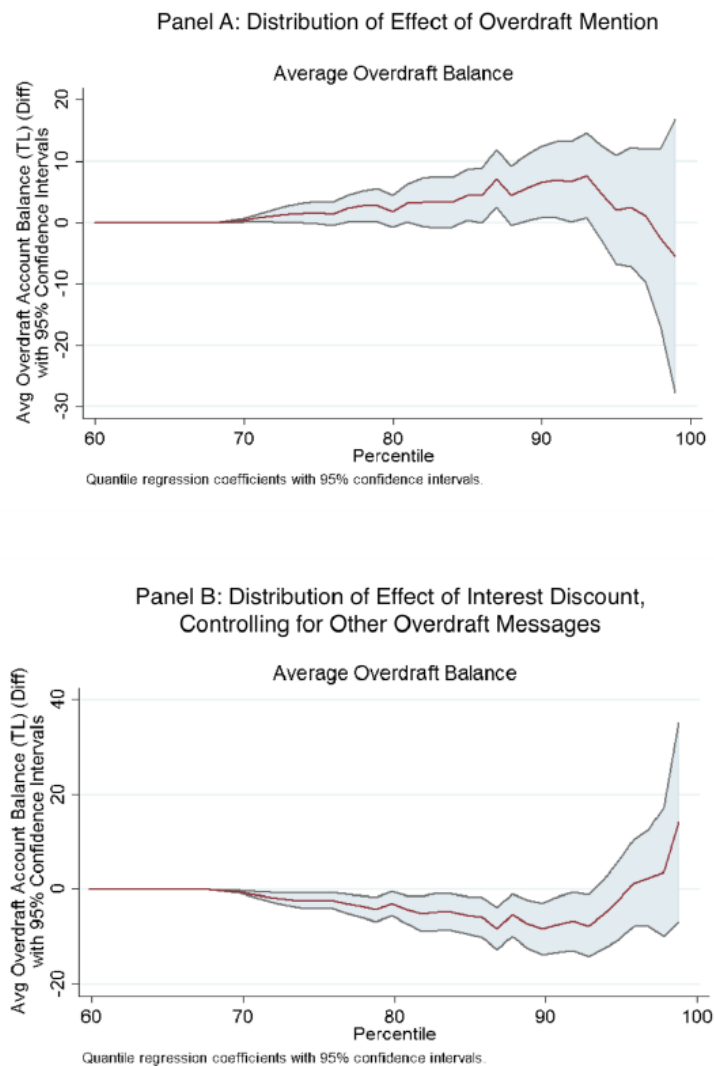 Panel A: Distribution of Effect of Overdraft Mention
Average Overdraft Balance
Avg Overdraft Account Balance (TL) (Diff)
with 95% Confidence Intervals
20
10
0
-10
-20
-30
60 70 80 90 100
Percentile
Quantile regression coefficients with 95% confidence intervals.
Panel B: Distribution of Effect of Interest Discount,
Controlling for Other Overdraft Messages
Average Overdraft Balance
Avg Overdraft Account Balance (TL) (Diff)
with 95% Confidence Intervals
40
20
0
-20
60 70 80 90 100
Percentile
Quantile regression coefficients with 95% confidence intervals.